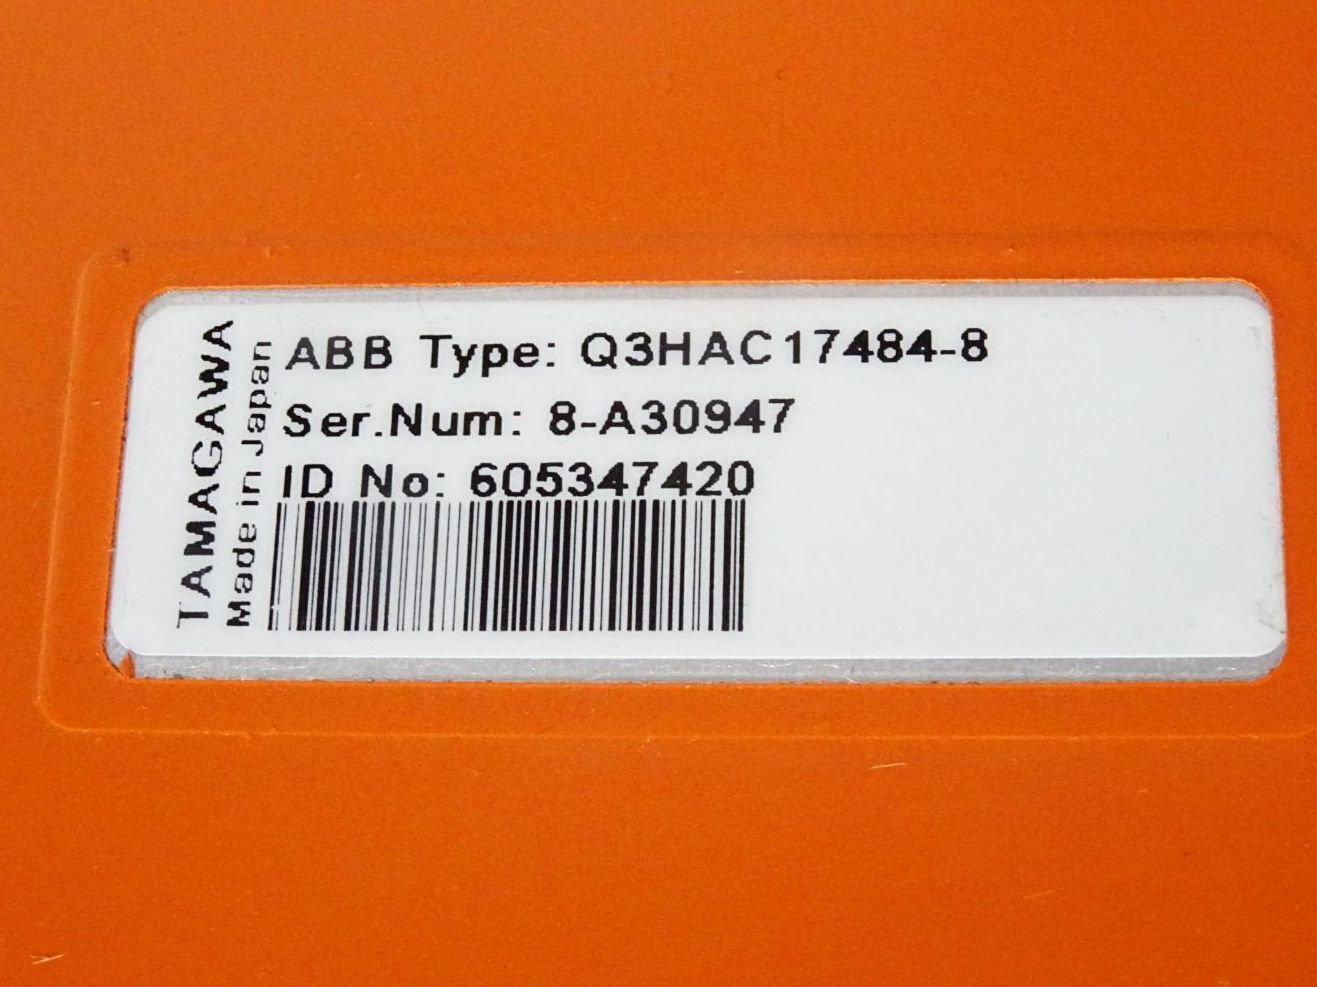 TAMAGAWA
Made in Japan
ABB Type: Q3HAC17484-8
Ser.Num: 8-A30947
ID No: 605347420